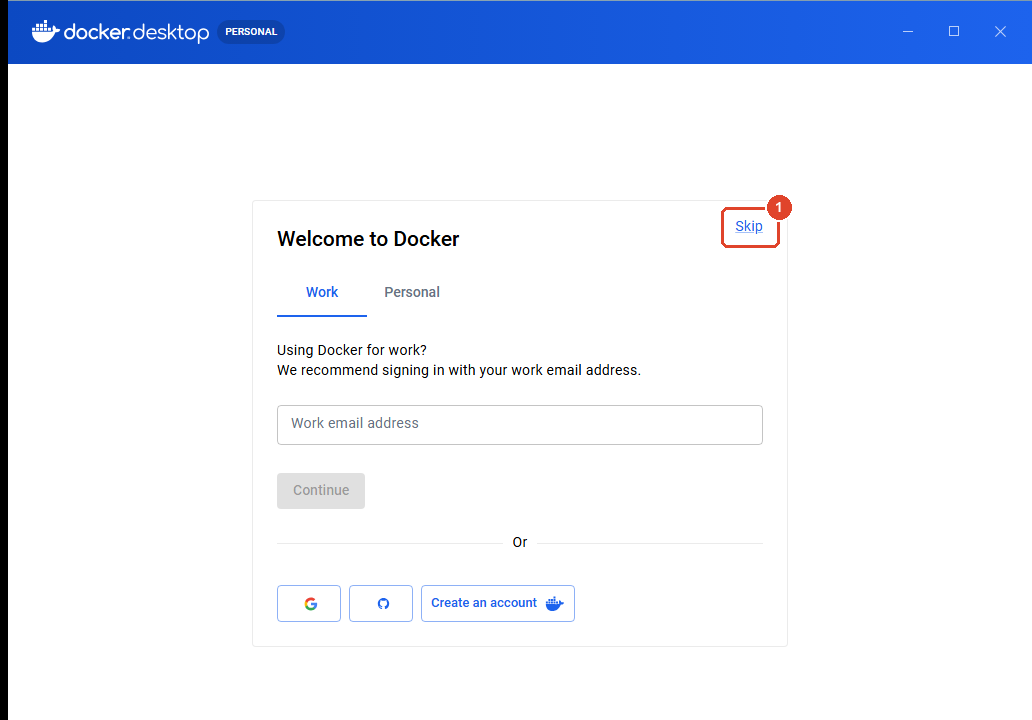 docker.desktop PERSONAL
1
Skip
Welcome to Docker
Work Personal
Using Docker for work?
We recommend signing in with your work email address.
Work email address
Continue
Or
Create an account